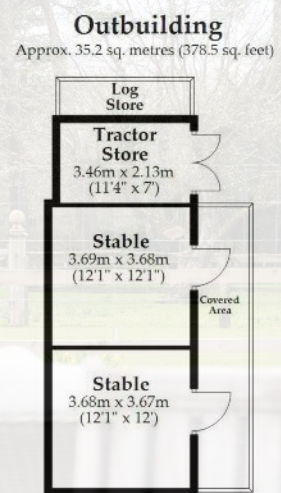 Outbuilding
Approx. 35.2 sq. metres (378.5 sq. feet)
Log
Store
Tractor
Store
3.46m x 2.13m
(11'4" x 7')
Stable
3.69m x 3.68m
(12'1" x 12'1")
Covered
Area
Stable
3.68m x 3.67m
(12'1" x 12')